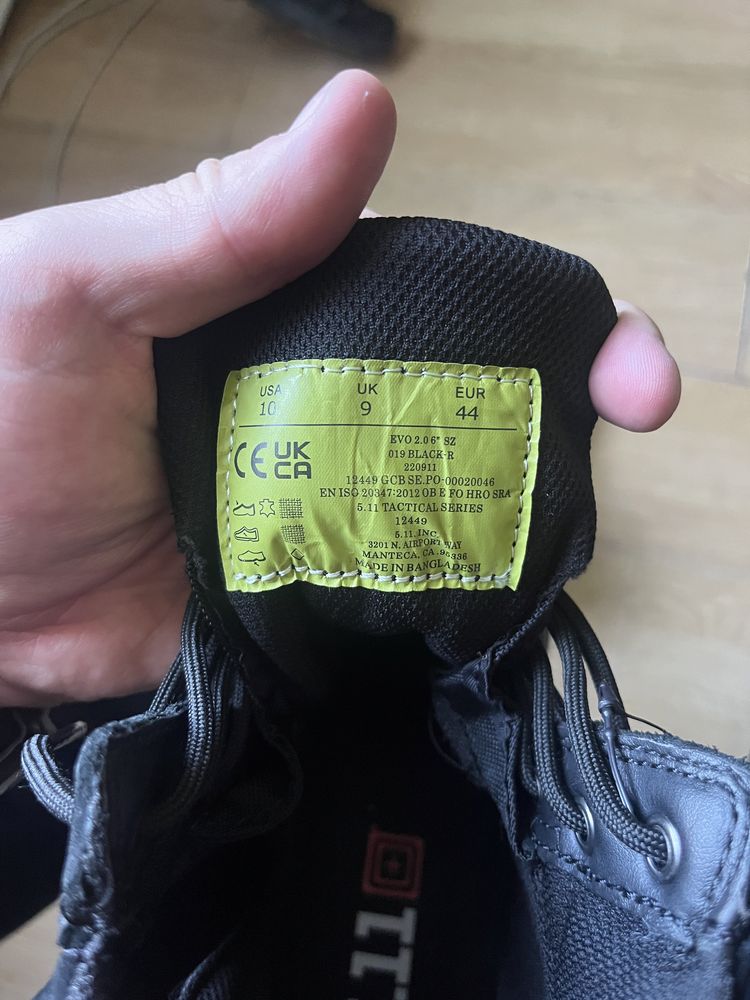 USA UK EUR
10 9 44
CE UK
CA
EVO 2.0 6" SZ
019 BLACK-R
220911
12449 GCB SE.PO-00020046
EN ISO 20347:2012 OB E FO HRO SRA
5.11 TACTICAL SERIES
12449
5.11, INC.
3201 N. AIRPORT WAY
MANTECA, CA. 95336
MADE IN BANGLADESH
.11